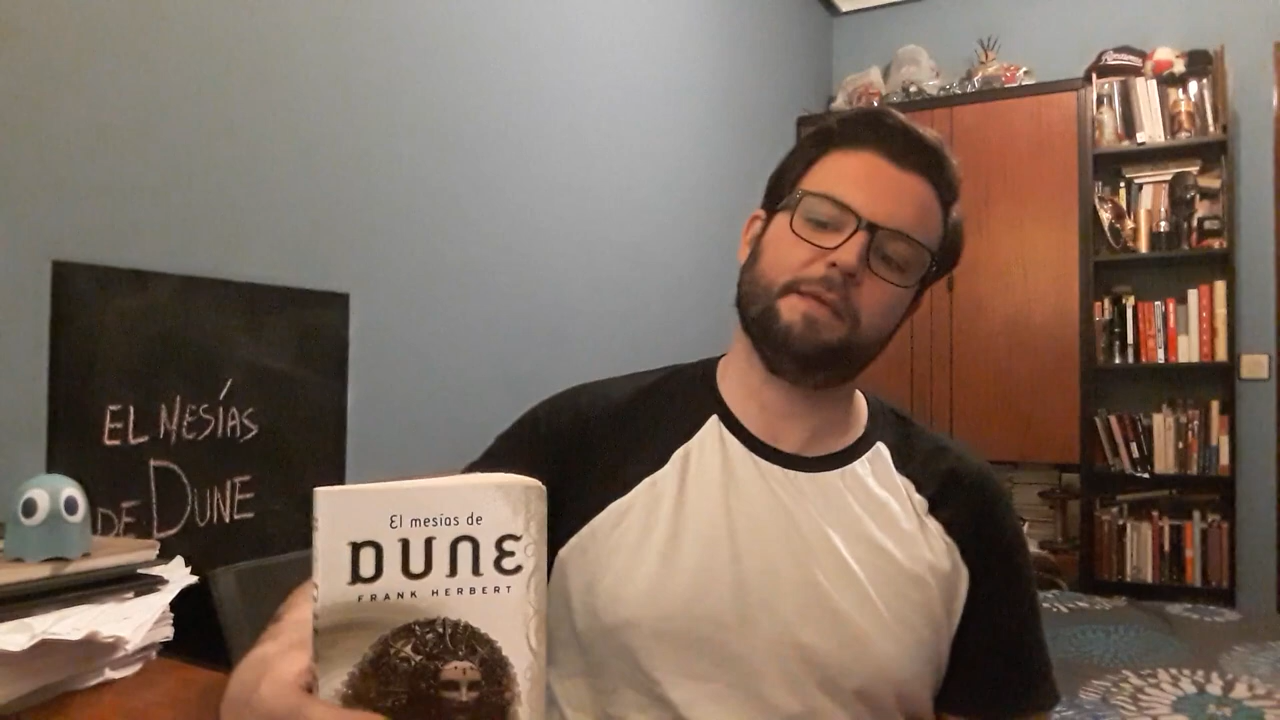 EL MESÍAS
DE DUNE
El mesías de
DUNE
FRANK HERBERT